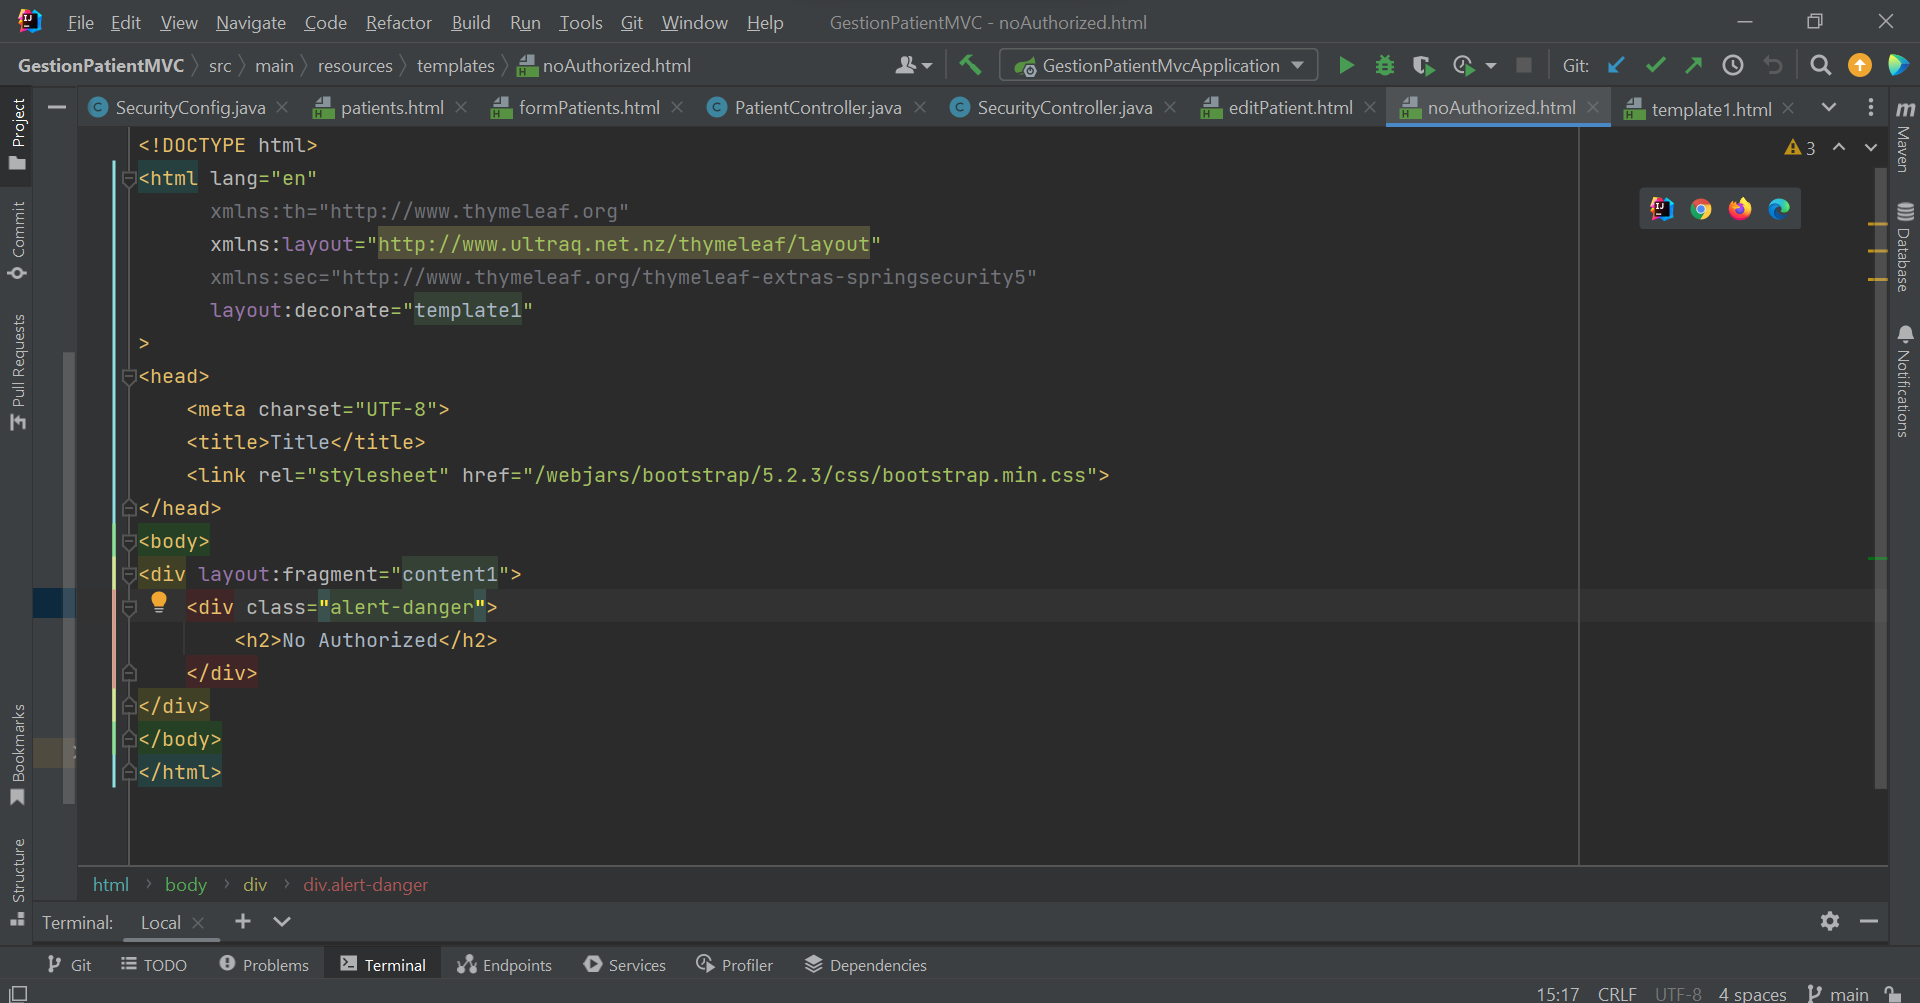 File Edit View Navigate Code Refactor Build Run Tools Git Window Help GestionPatientMVC - noAuthorized.html
GestionPatientMVC src main resources templates noAuthorized.html GestionPatientMvcApplication Git:
SecurityConfig.java patients.html formPatients.html PatientController.java SecurityController.java editPatient.html noAuthorized.html template1.html
<!DOCTYPE html>
<html lang="en"
xmlns:th="http://www.thymeleaf.org"
xmlns:layout="http://www.ultraq.net.nz/thymeleaf/layout"
xmlns:sec="http://www.thymeleaf.org/thymeleaf-extras-springsecurity5"
layout:decorate="template1"
>
<head>
<meta charset="UTF-8">
<title>Title</title>
<link rel="stylesheet" href="/webjars/bootstrap/5.2.3/css/bootstrap.min.css">
</head>
<body>
<div layout:fragment="content1">
<div class="alert-danger">
<h2>No Authorized</h2>
</div>
</div>
</body>
</html>
3
Project
Commit
Pull Requests
Bookmarks
Structure
Maven
Database
Notifications
html body div div.alert-danger
Terminal: Local
Git TODO Problems Terminal Endpoints Services Profiler Dependencies
15:17 CRLF UTF-8 4 spaces main